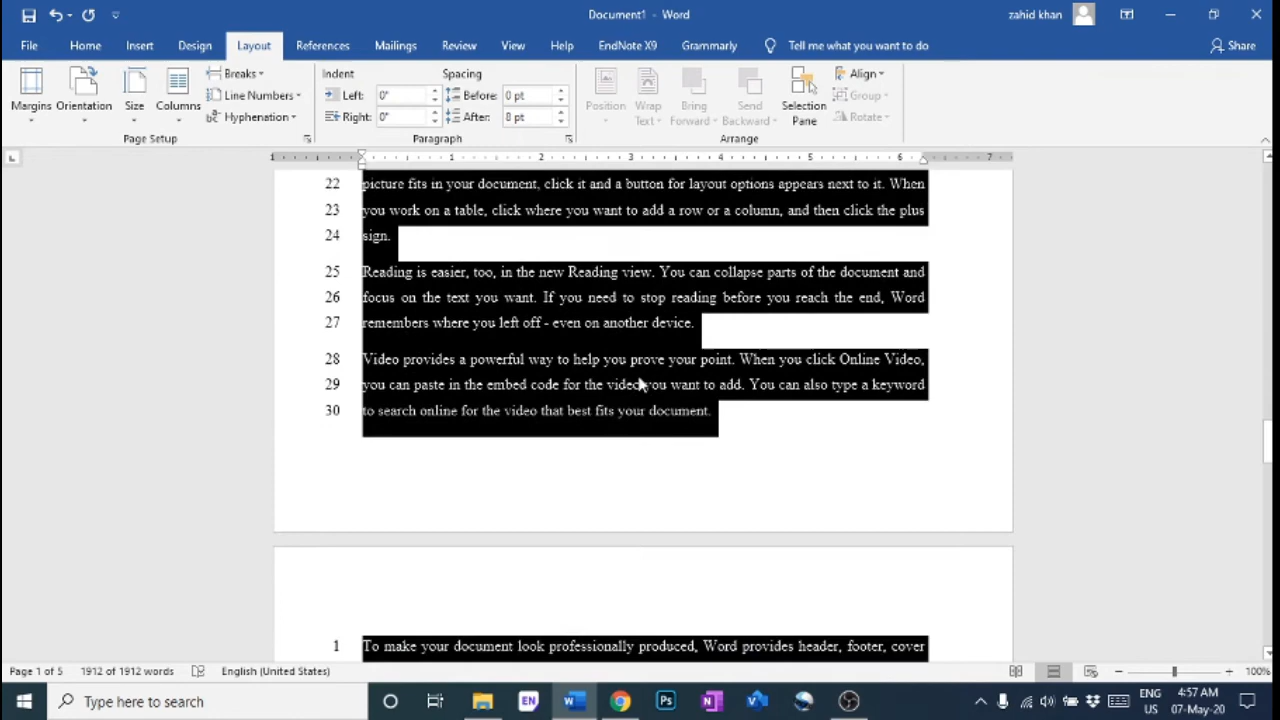 Document1 - Word
zahid khan
File Home Insert Design Layout References Mailings Review View Help EndNote X9 Grammarly Tell me what you want to do Share
Margins Orientation Size Columns
Breaks
Line Numbers
Hyphenation
Page Setup
Indent
Left: 0"
Right: 0"
Spacing
Before: 0 pt
After: 8 pt
Paragraph
Position Wrap Text Bring Forward Send Backward Selection Pane
Align
Group
Rotate
Arrange
1 1 2 3 4 5 6 7
22 picture fits in your document, click it and a button for layout options appears next to it. When
23 you work on a table, click where you want to add a row or a column, and then click the plus
24 sign.
25 Reading is easier, too, in the new Reading view. You can collapse parts of the document and
26 focus on the text you want. If you need to stop reading before you reach the end, Word
27 remembers where you left off - even on another device.
28 Video provides a powerful way to help you prove your point. When you click Online Video,
29 you can paste in the embed code for the video you want to add. You can also type a keyword
30 to search online for the video that best fits your document.
1 To make your document look professionally produced, Word provides header, footer, cover
Page 1 of 5 1912 of 1912 words English (United States) 100%
Type here to search
EN
Ps
ENG
US
4:57 AM
07-May-20